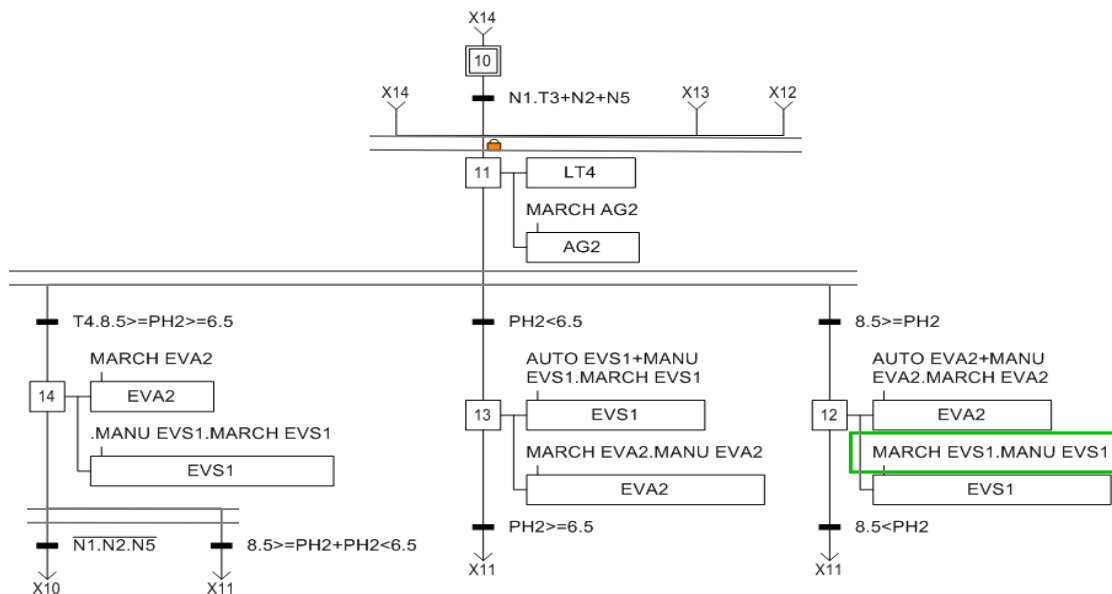 X14
10
N1.T3+N2+N5
X14
X13
X12
11
LT4
MARCH AG2
AG2
T4.8.5>=PH2>=6.5
PH2<6.5
8.5>=PH2
MARCH EVA2
14
EVA2
.MANU EVS1.MARCH EVS1
EVS1
AUTO EVS1+MANU
EVS1.MARCH EVS1
13
EVS1
MARCH EVA2.MANU EVA2
EVA2
AUTO EVA2+MANU
EVA2.MARCH EVA2
12
EVA2
MARCH EVS1.MANU EVS1
EVS1
N1.N2.N5
8.5>=PH2+PH2<6.5
PH2>=6.5
8.5<PH2
X10
X11
X11
X11